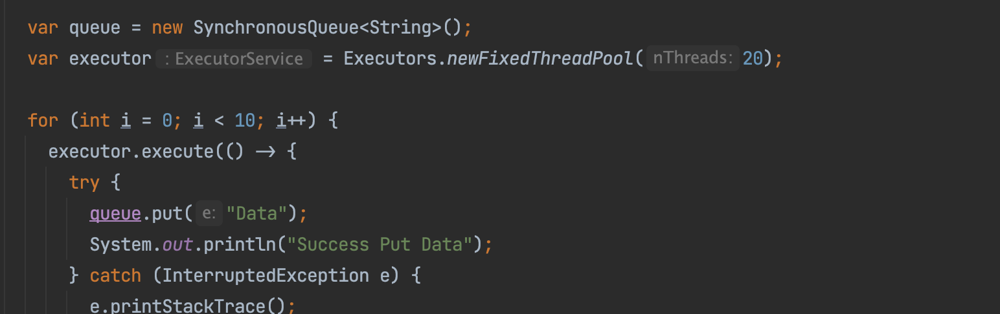 var queue = new SynchronousQueue<String>();
var executor : ExecutorService = Executors.newFixedThreadPool( nThreads: 20);
for (int i = 0; i < 10; i++) {
executor.execute(() -> {
try {
queue.put( e: "Data");
System.out.println("Success Put Data");
} catch (InterruptedException e) {
e.printStackTrace();